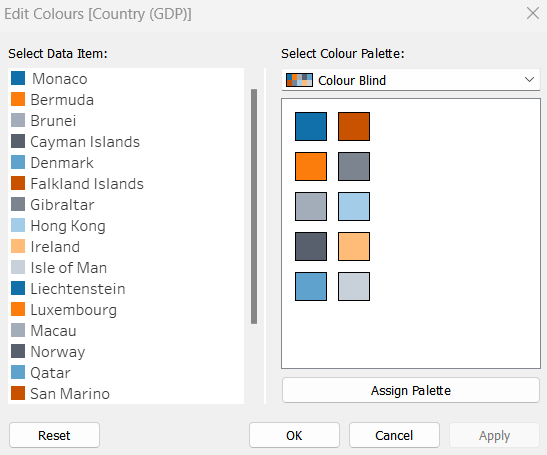 Edit Colours [Country (GDP)]
Select Data Item:
Monaco
Bermuda
Brunei
Cayman Islands
Denmark
Falkland Islands
Gibraltar
Hong Kong
Ireland
Isle of Man
Liechtenstein
Luxembourg
Macau
Norway
Qatar
San Marino
Select Colour Palette:
Colour Blind
Assign Palette
Reset
OK
Cancel
Apply